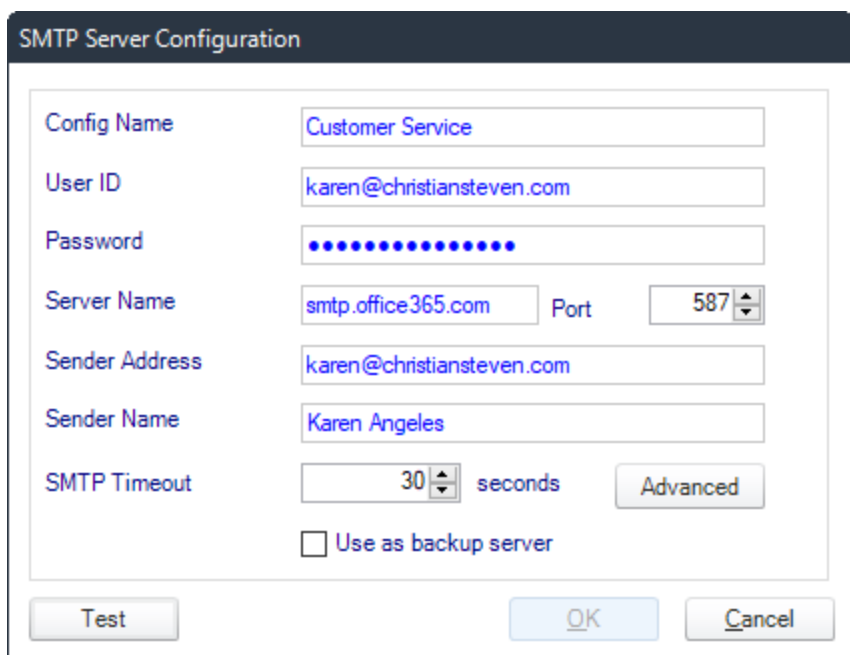 SMTP Server Configuration
Config Name Customer Service
User ID karen@christiansteven.com
Password ●●●●●●●●●●●●●●●
Server Name smtp.office365.com Port 587
Sender Address karen@christiansteven.com
Sender Name Karen Angeles
SMTP Timeout 30 seconds Advanced
Use as backup server
Test OK Cancel